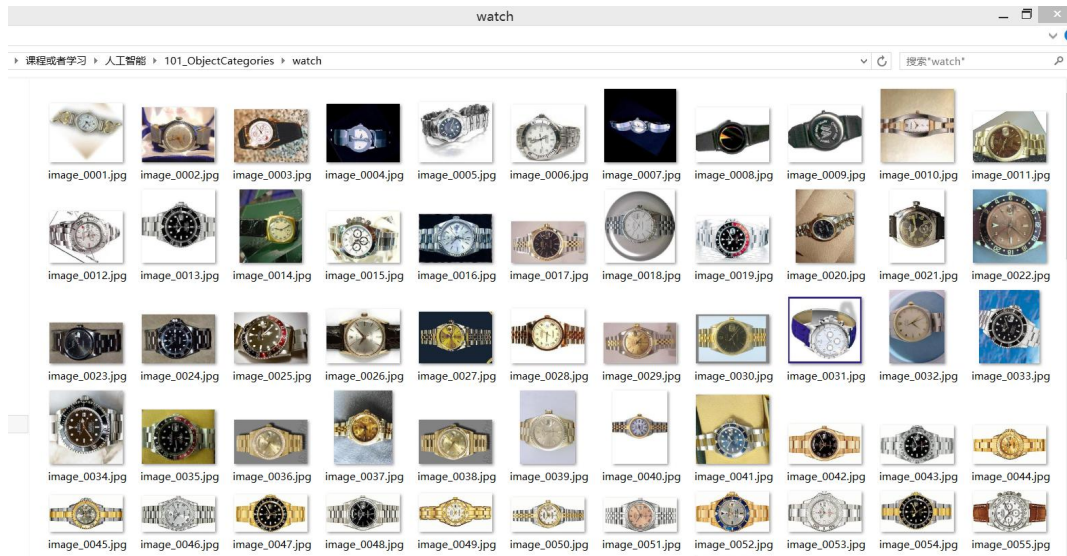 watch
课程或者学习 人工智能 101_ObjectCategories watch
搜索"watch"
image_0001.jpg image_0002.jpg image_0003.jpg image_0004.jpg image_0005.jpg image_0006.jpg image_0007.jpg image_0008.jpg image_0009.jpg image_0010.jpg image_0011.jpg
image_0012.jpg image_0013.jpg image_0014.jpg image_0015.jpg image_0016.jpg image_0017.jpg image_0018.jpg image_0019.jpg image_0020.jpg image_0021.jpg image_0022.jpg
image_0023.jpg image_0024.jpg image_0025.jpg image_0026.jpg image_0027.jpg image_0028.jpg image_0029.jpg image_0030.jpg image_0031.jpg image_0032.jpg image_0033.jpg
image_0034.jpg image_0035.jpg image_0036.jpg image_0037.jpg image_0038.jpg image_0039.jpg image_0040.jpg image_0041.jpg image_0042.jpg image_0043.jpg image_0044.jpg
image_0045.jpg image_0046.jpg image_0047.jpg image_0048.jpg image_0049.jpg image_0050.jpg image_0051.jpg image_0052.jpg image_0053.jpg image_0054.jpg image_0055.jpg